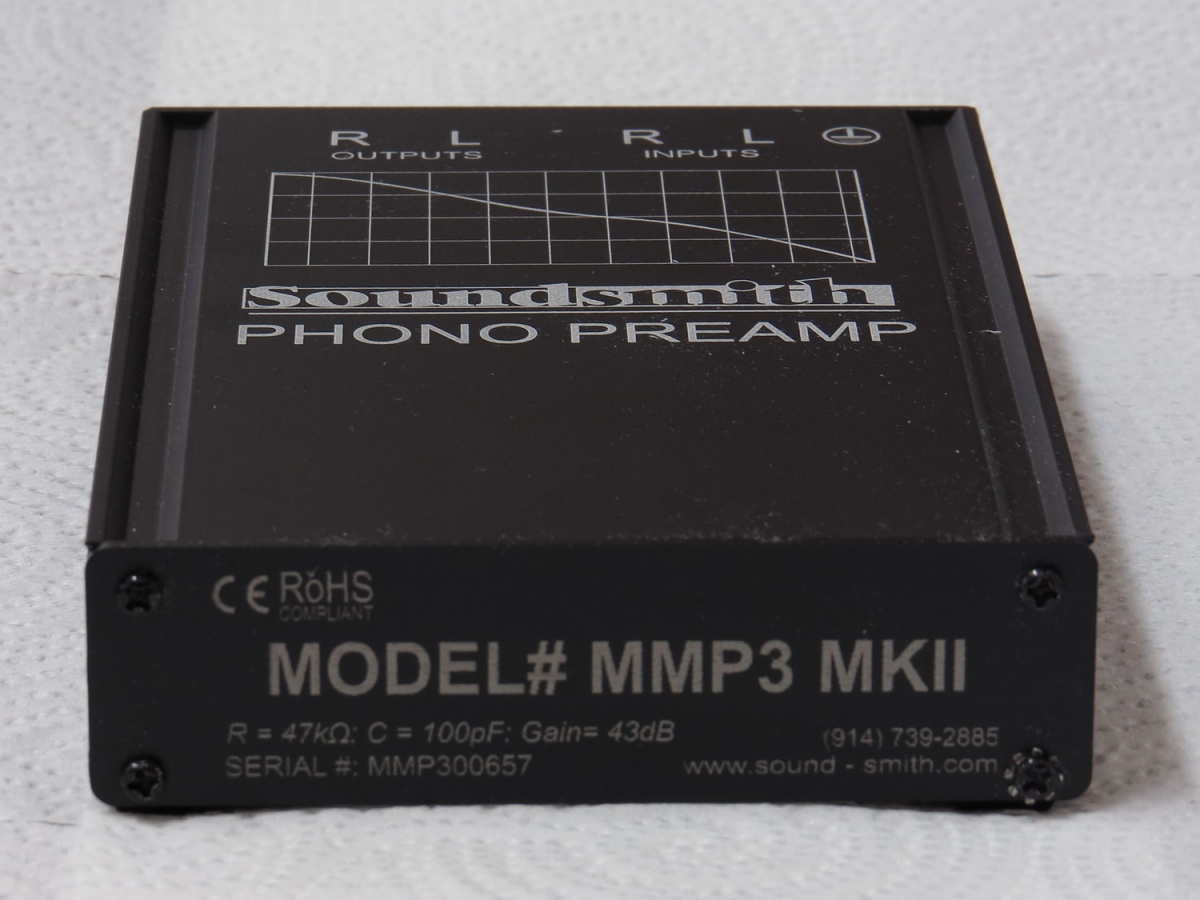 R L R L
OUTPUTS INPUTS
Soundsmith
PHONO PREAMP
CE RoHS
COMPLIANT
MODEL# MMP3 MKII
R = 47kΩ: C = 100pF: Gain= 43dB
(914) 739-2885
SERIAL #: MMP300657
www.sound - smith.com